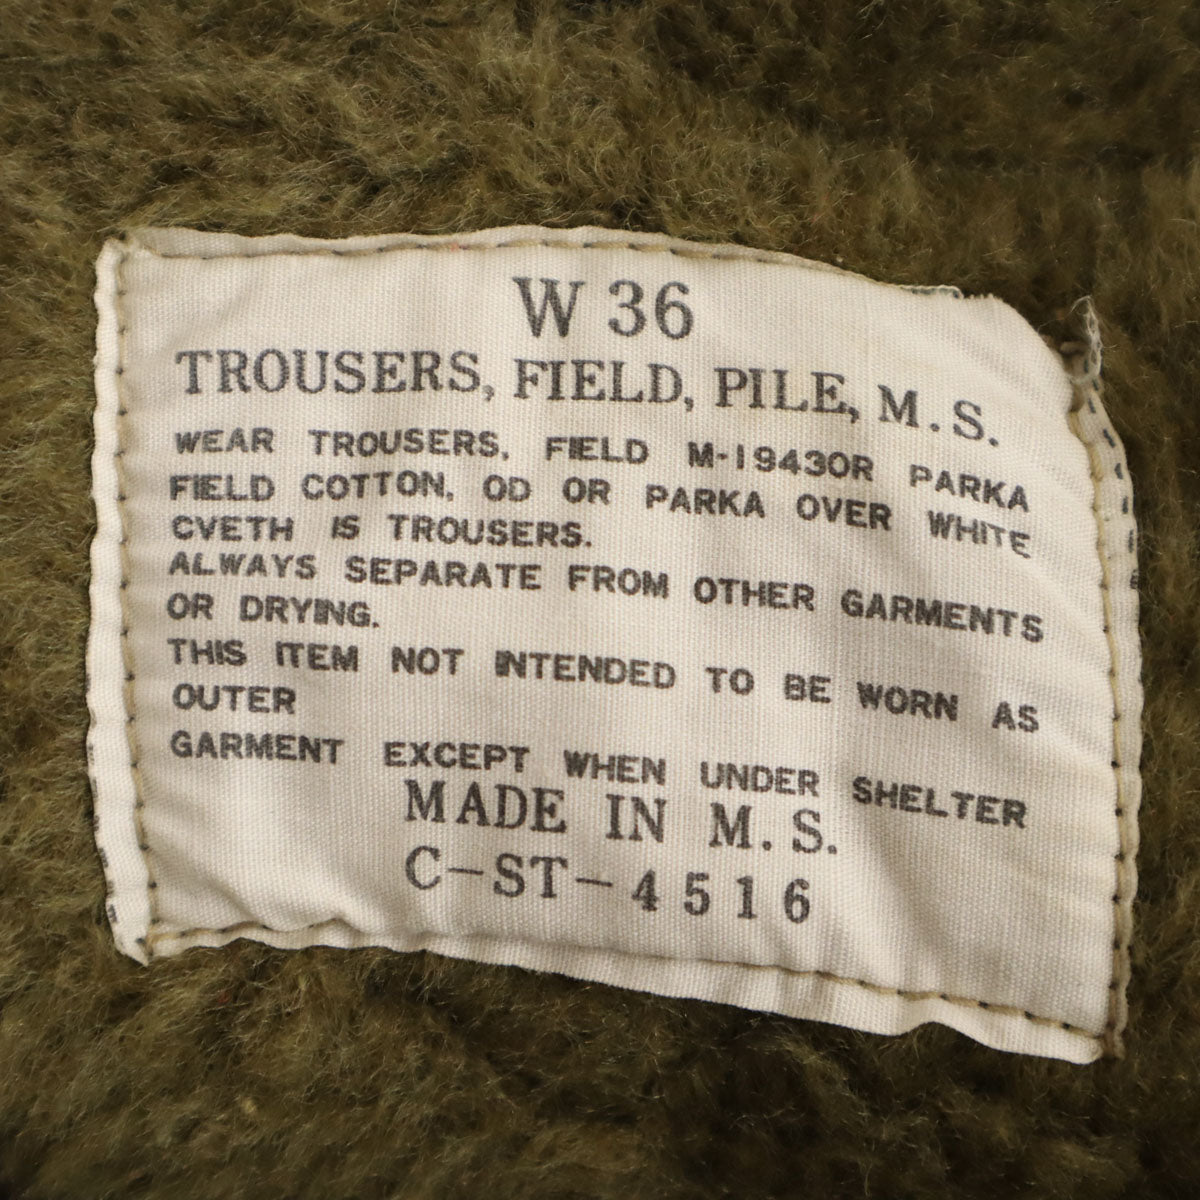 W 36
TROUSERS, FIELD, PILE, M.S.
WEAR TROUSERS, FIELD M-1943OR PARKA
FIELD COTTON, OD OR PARKA OVER WHITE
CVETH IS TROUSERS.
ALWAYS SEPARATE FROM OTHER GARMENTS
OR DRYING.
THIS ITEM NOT INTENDED TO BE WORN AS
OUTER
GARMENT EXCEPT WHEN UNDER SHELTER
MADE IN M.S.
C-ST-4516